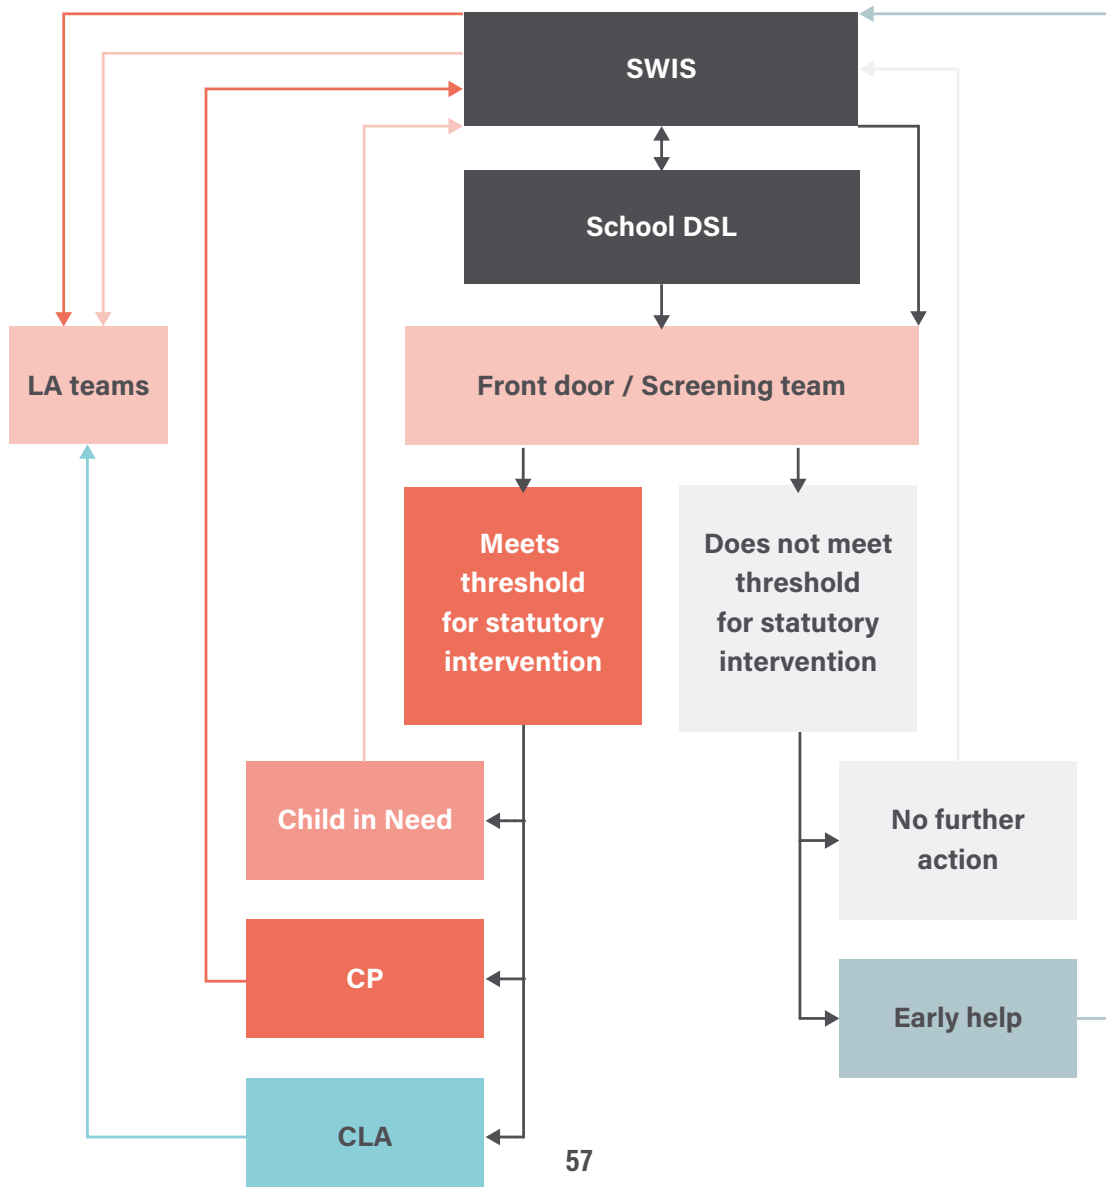 SWIS
School DSL
LA teams
Front door / Screening team
Meets
threshold
for statutory
intervention
Does not meet
threshold
for statutory
intervention
Child in Need
No further
action
CP
Early help
CLA
57